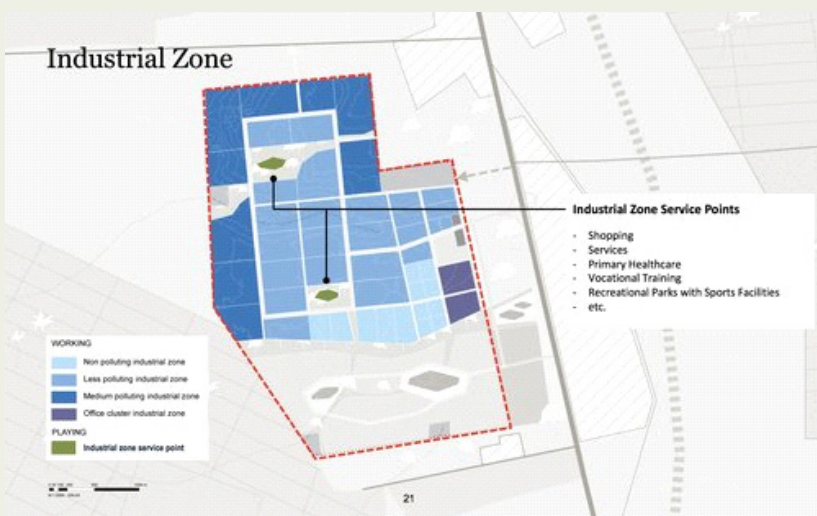 Industrial Zone
Industrial Zone Service Points
- Shopping
- Services
- Primary Healthcare
- Vocational Training
- Recreational Parks with Sports Facilities
- etc.
WORKING
Non polluting industrial zone
Less polluting industrial zone
Medium polluting industrial zone
Office cluster industrial zone
PLAYING
Industrial zone service point
21